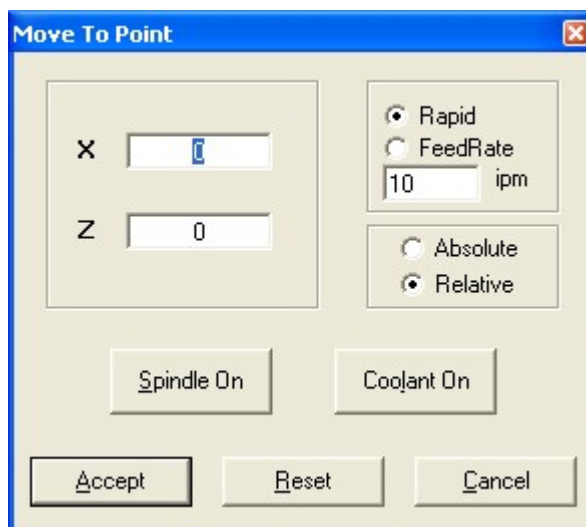 Move To Point
X 0
Z 0
Rapid
FeedRate
10 ipm
Absolute
Relative
Spindle On
Coolant On
Accept
Reset
Cancel